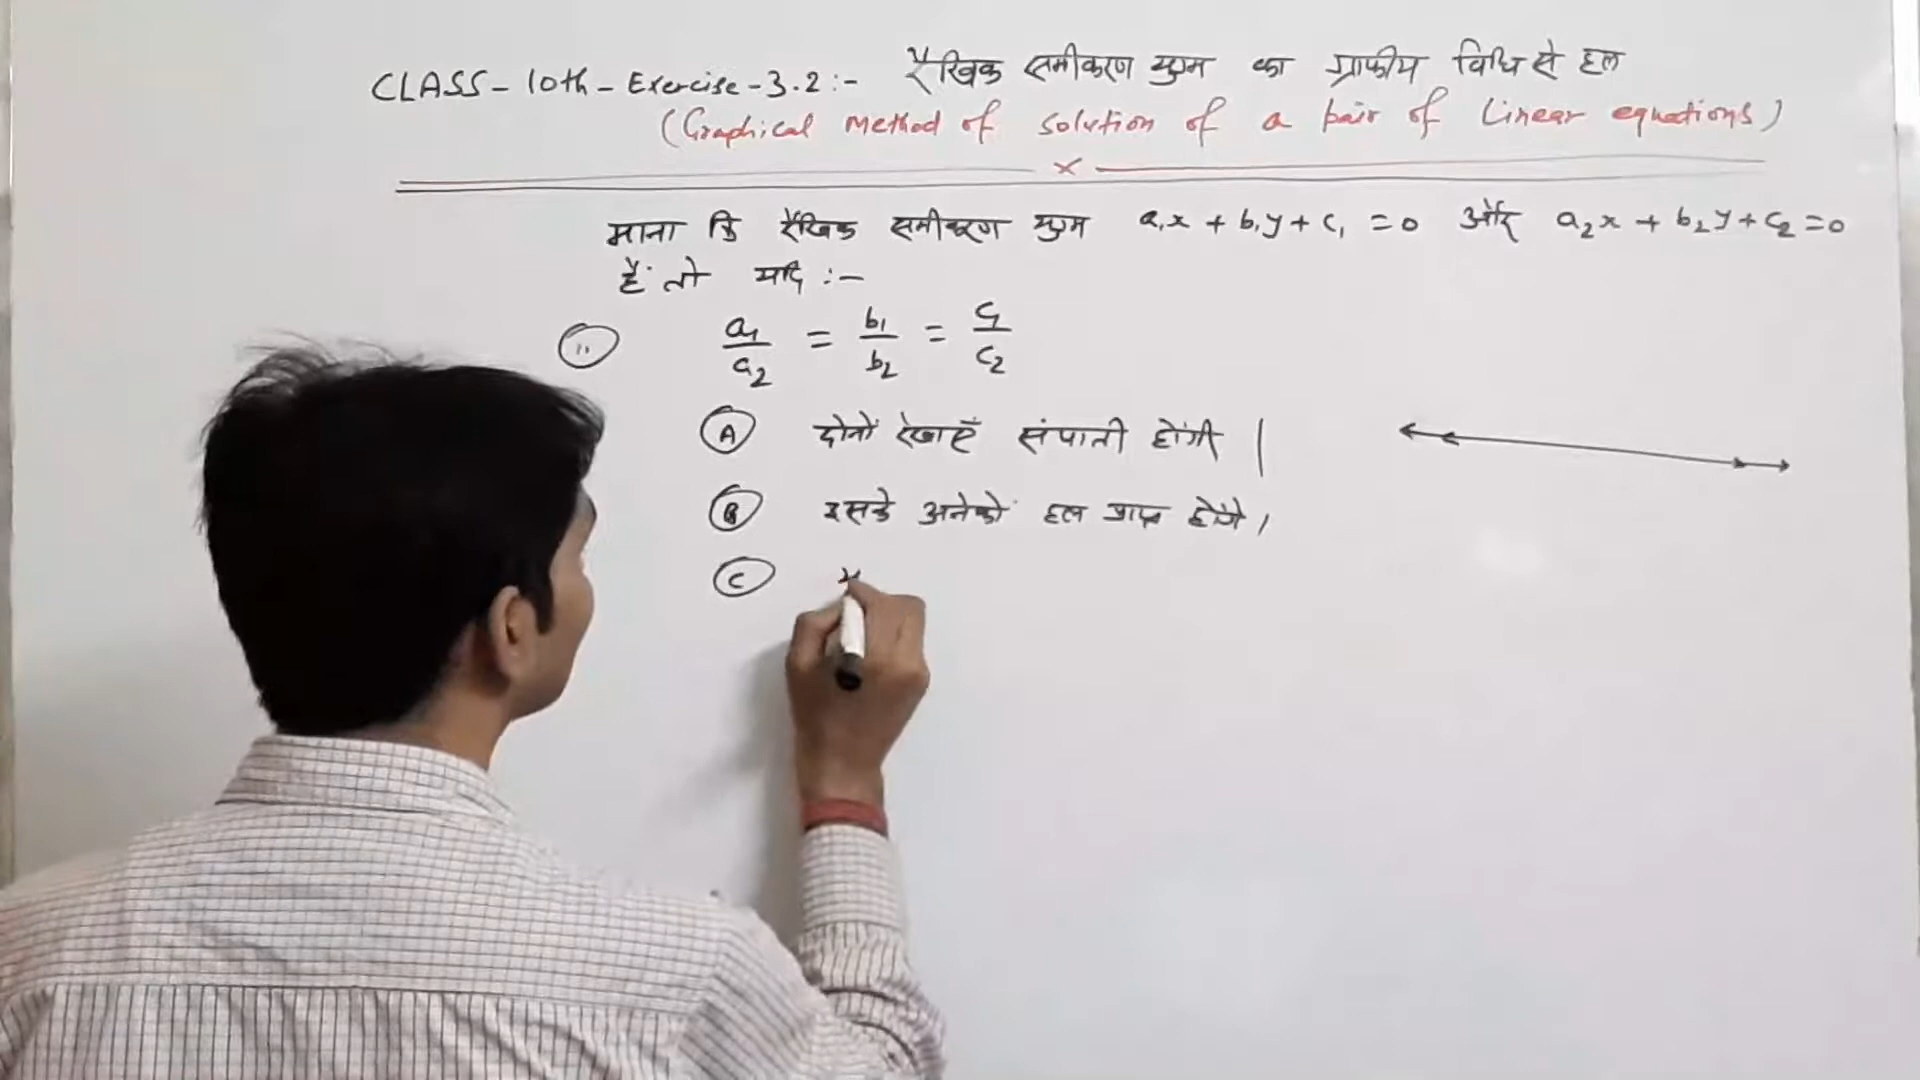 CLASS - 10th - Exercise - 3.2 :- रैखिक समीकरण युग्म का ग्राफीय विधि से हल
(Graphical Method of solution of a pair of Linear equations)
माना कि रैखिक समीकरण युग्म a₁x + b₁y + c₁ = 0 और a₂x + b₂y + c₂ = 0
हैं तो यदि :-
(ii) a₁/a₂ = b₁/b₂ = c₁/c₂
(A) दोनों रेखाएँ संपाती होंगी |
(B) इसके अनेकों हल प्राप्त होंगे |
(C)